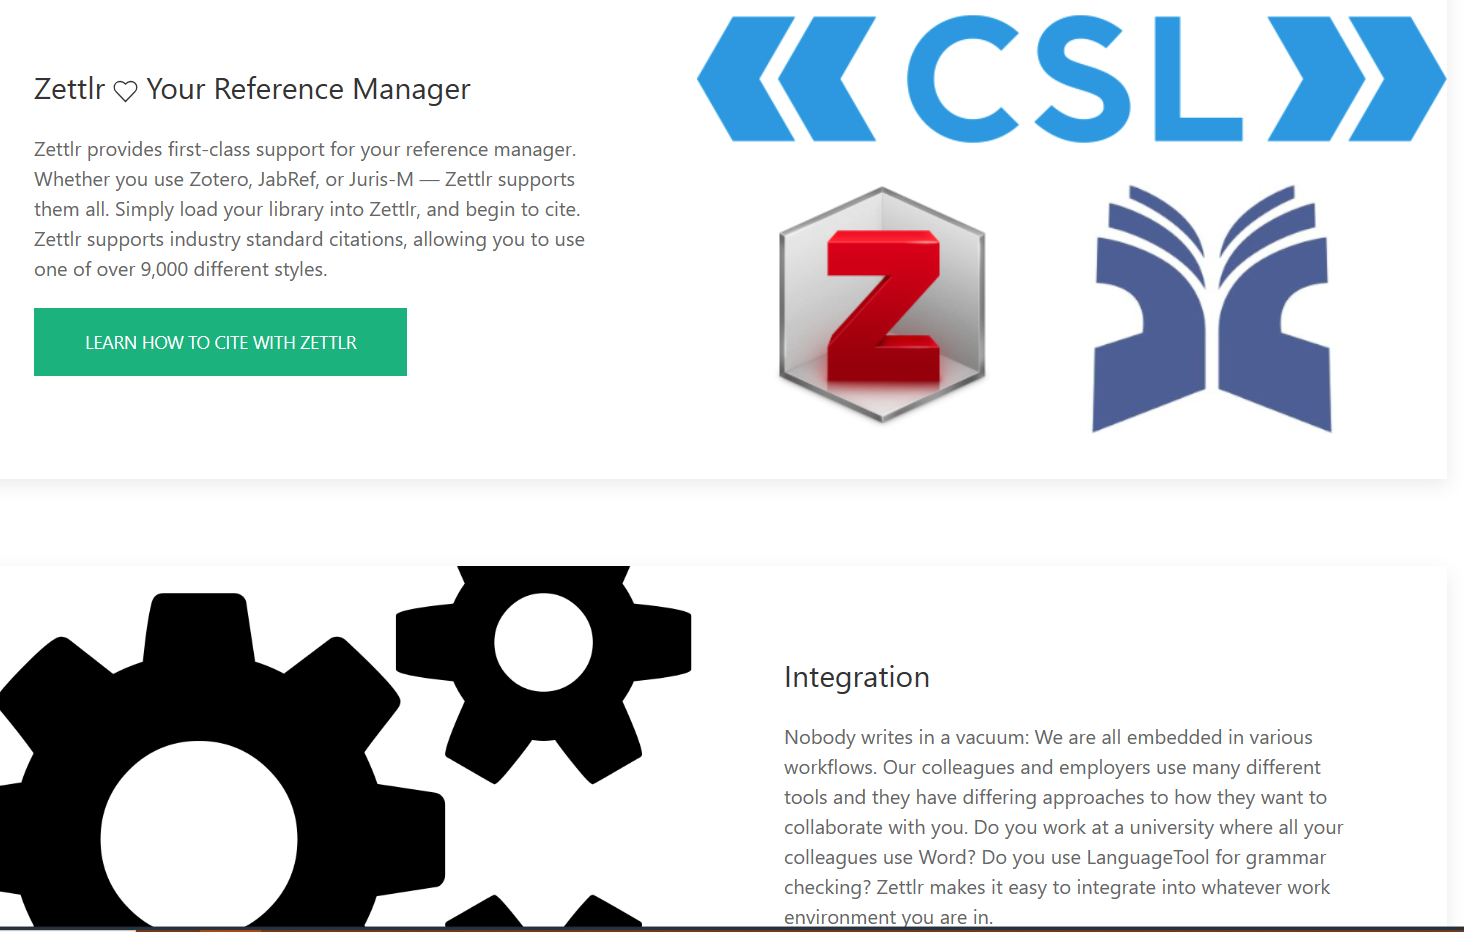 CSL
Zettlr ♡ Your Reference Manager
Zettlr provides first-class support for your reference manager.
Whether you use Zotero, JabRef, or Juris-M — Zettlr supports
them all. Simply load your library into Zettlr, and begin to cite.
Zettlr supports industry standard citations, allowing you to use
one of over 9,000 different styles.
LEARN HOW TO CITE WITH ZETTLR
Z
Integration
Nobody writes in a vacuum: We are all embedded in various
workflows. Our colleagues and employers use many different
tools and they have differing approaches to how they want to
collaborate with you. Do you work at a university where all your
colleagues use Word? Do you use LanguageTool for grammar
checking? Zettlr makes it easy to integrate into whatever work
environment you are in.